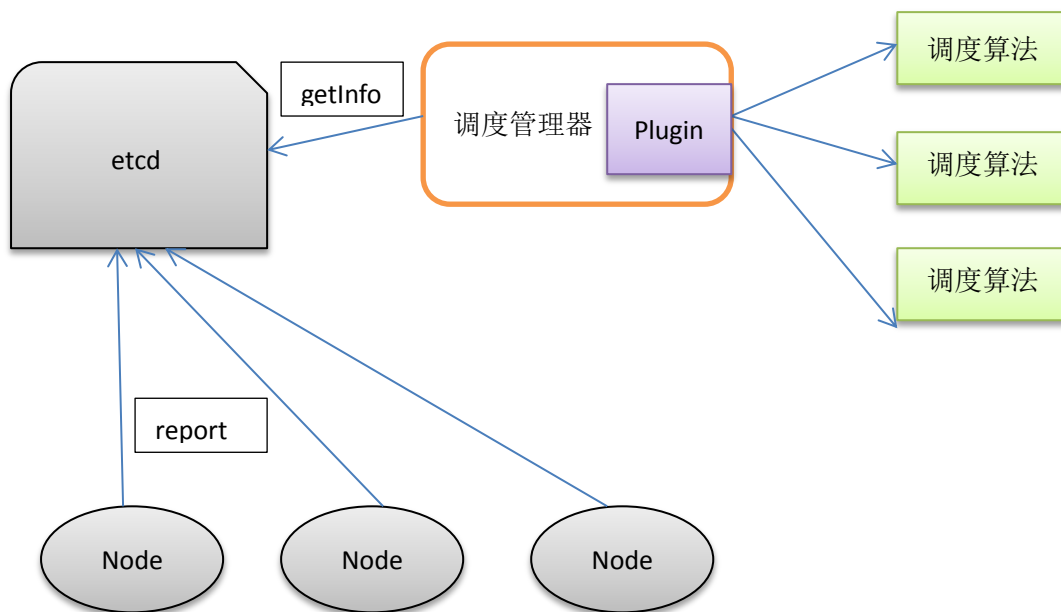 调度算法
getInfo
调度管理器
Plugin
etcd
调度算法
调度算法
report
Node
Node
Node